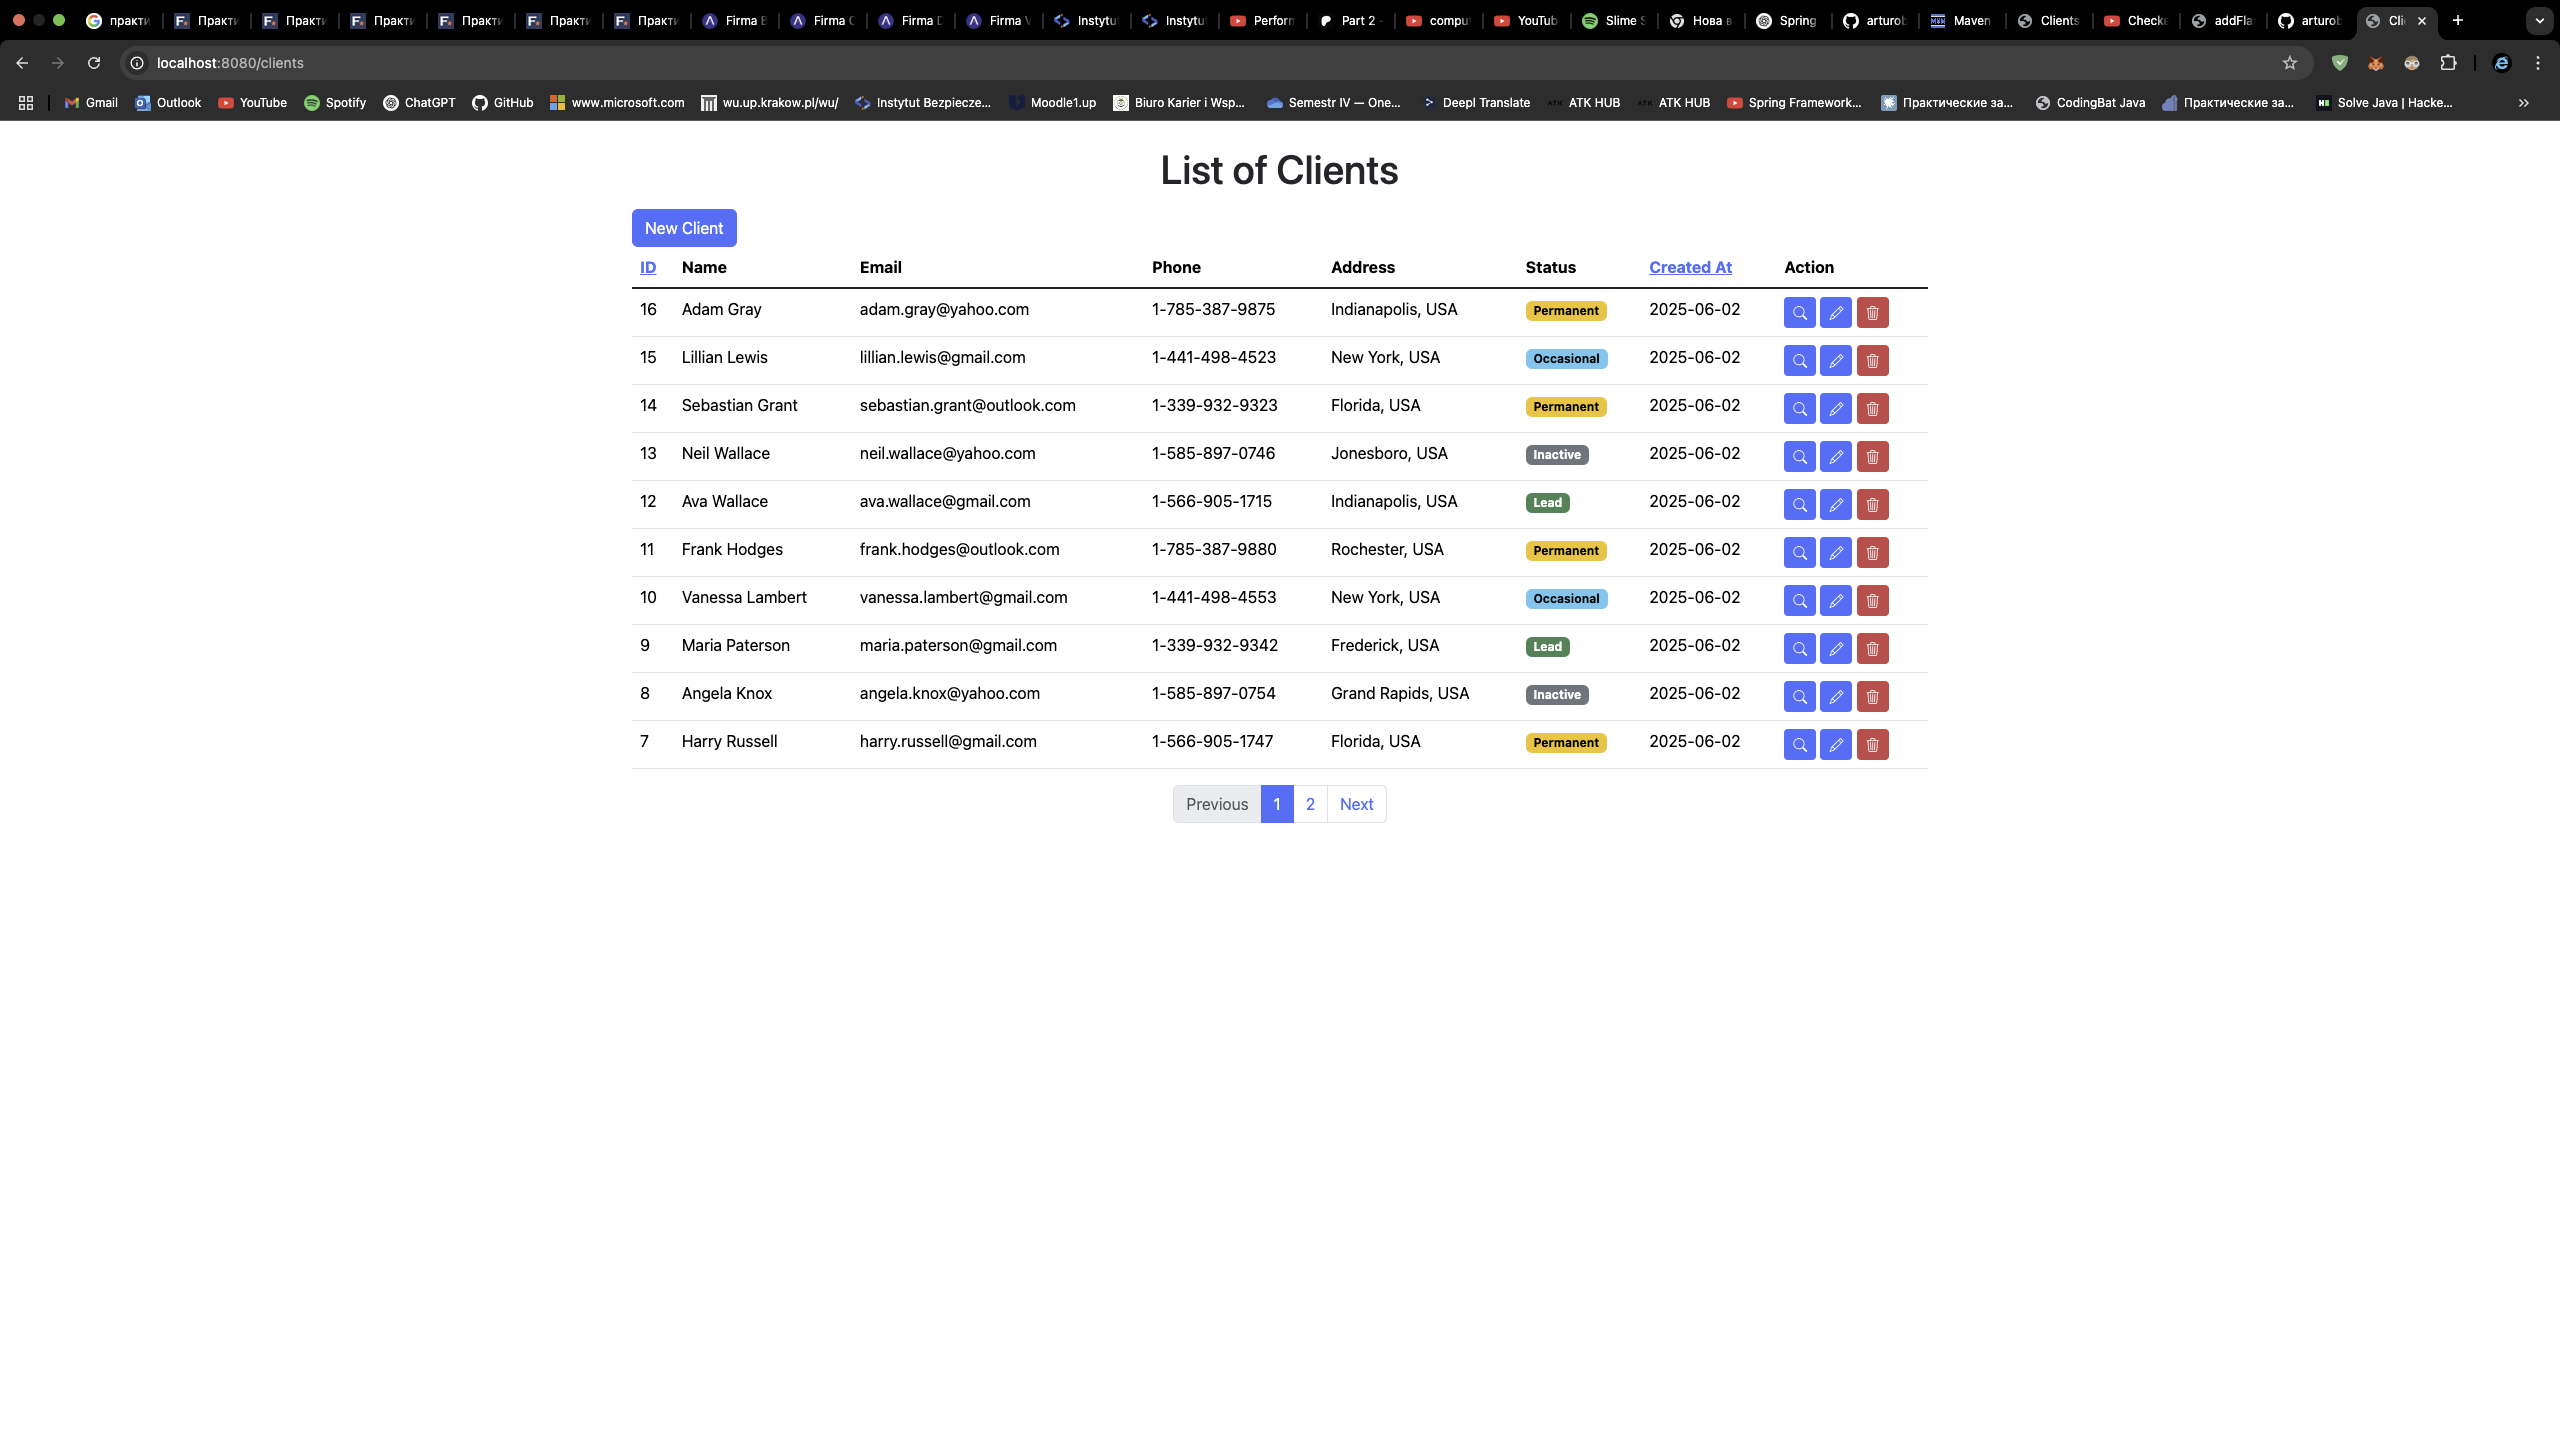 практи Практи Практи Практи Практи Практи Практи Firma Firma Firma Firma Instytu Instytu Perfor Part 2 compu YouTub Slime S Нова в Spring arturob Maven Clients Checke addFla arturob Cli
localhost:8080/clients
Gmail Outlook YouTube Spotify ChatGPT GitHub www.microsoft.com wu.up.krakow.pl/wu/ Instytut Bezpiecze... Moodle1.up Biuro Karier i Wsp... Semestr IV — One... Deepl Translate ATK HUB ATK HUB Spring Framework... Практические за... CodingBat Java Практические за... Solve Java | Hacke...
List of Clients
New Client
ID Name Email Phone Address Status Created At Action
16 Adam Gray adam.gray@yahoo.com 1-785-387-9875 Indianapolis, USA Permanent 2025-06-02
15 Lillian Lewis lillian.lewis@gmail.com 1-441-498-4523 New York, USA Occasional 2025-06-02
14 Sebastian Grant sebastian.grant@outlook.com 1-339-932-9323 Florida, USA Permanent 2025-06-02
13 Neil Wallace neil.wallace@yahoo.com 1-585-897-0746 Jonesboro, USA Inactive 2025-06-02
12 Ava Wallace ava.wallace@gmail.com 1-566-905-1715 Indianapolis, USA Lead 2025-06-02
11 Frank Hodges frank.hodges@outlook.com 1-785-387-9880 Rochester, USA Permanent 2025-06-02
10 Vanessa Lambert vanessa.lambert@gmail.com 1-441-498-4553 New York, USA Occasional 2025-06-02
9 Maria Paterson maria.paterson@gmail.com 1-339-932-9342 Frederick, USA Lead 2025-06-02
8 Angela Knox angela.knox@yahoo.com 1-585-897-0754 Grand Rapids, USA Inactive 2025-06-02
7 Harry Russell harry.russell@gmail.com 1-566-905-1747 Florida, USA Permanent 2025-06-02
Previous 1 2 Next